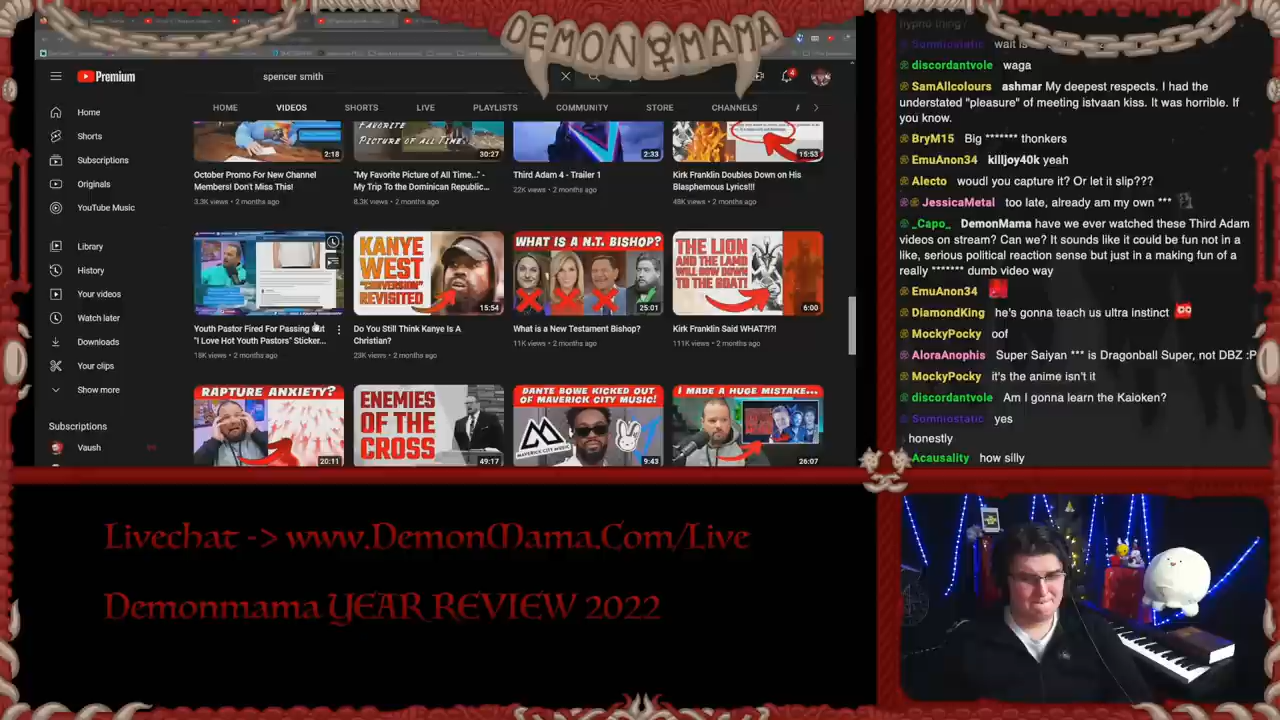 DEMON MAMA
Premium
spencer smith
4
HOME
VIDEOS
SHORTS
LIVE
PLAYLISTS
COMMUNITY
STORE
CHANNELS
Home
Shorts
Subscriptions
Originals
YouTube Music
Library
History
Your videos
Watch later
Downloads
Your clips
Show more
Subscriptions
Vaush
2:18
October Promo For New Channel
Members! Don't Miss This!
3.3K views • 2 months ago
FAVORITE
PICTURE OF ALL TIME
30:27
"My Favorite Picture of All Time..." -
My Trip To the Dominican Republic...
8.3K views • 2 months ago
2:33
Third Adam 4 - Trailer 1
22K views • 2 months ago
15:53
Kirk Franklin Doubles Down on His
Blasphemous Lyrics!!!
48K views • 2 months ago
Youth Pastor Fired For Passing Out
"I Love Hot Youth Pastors" Sticker...
18K views • 2 months ago
KANYE
WEST
"CONVERSION"
REVISITED
15:54
Do You Still Think Kanye Is A
Christian?
23K views • 2 months ago
WHAT IS A N.T. BISHOP?
25:01
What is a New Testament Bishop?
11K views • 2 months ago
THE LION
AND THE LAMB
WILL BOW DOWN
TO THE GOAT!
6:00
Kirk Franklin Said WHAT?!?!
111K views • 2 months ago
RAPTURE ANXIETY?
20:11
ENEMIES
OF THE
CROSS
49:17
DANTE BOWE KICKED OUT
OF MAVERICK CITY MUSIC!
MAVERICK CITY MUSIC
9:43
I MADE A HUGE MISTAKE...
26:07
hypno thing?
Somniostatic wait is
discordantvole waga
SamAllcolours ashmar My deepest respects. I had the
understated "pleasure" of meeting istvaan kiss. It was horrible. If
you know.
BryM15 Big ******* thonkers
EmuAnon34 killjoy40k yeah
Alecto woudl you capture it? Or let it slip???
JessicaMetal too late, already am my own ***
_Capo_ DemonMama have we ever watched these Third Adam
videos on stream? Can we? It sounds like it could be fun not in a
like, serious political reaction sense but just in a making fun of a
really ******* dumb video way
EmuAnon34
DiamondKing he's gonna teach us ultra instinct
MockyPocky oof
AloraAnophis Super Saiyan *** is Dragonball Super, not DBZ :P
MockyPocky it's the anime isn't it
discordantvole Am I gonna learn the Kaioken?
Somniostatic yes
honestly
Acausality how silly
Livechat -> www.DemonMama.Com/Live
Demonmama YEAR REVIEW 2022